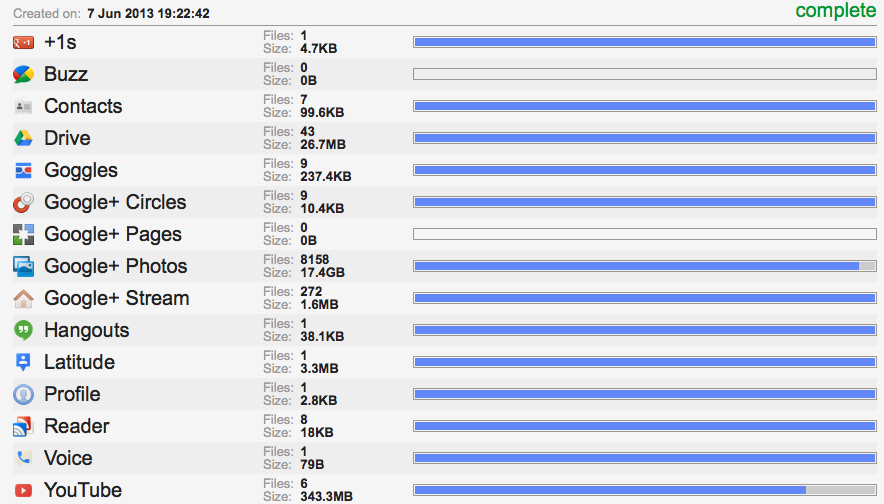 Created on: 7 Jun 2013 19:22:42 complete
+1s Files: 1
Size: 4.7KB
Buzz Files: 0
Size: 0B
Contacts Files: 7
Size: 99.6KB
Drive Files: 43
Size: 26.7MB
Goggles Files: 9
Size: 237.4KB
Google+ Circles Files: 9
Size: 10.4KB
Google+ Pages Files: 0
Size: 0B
Google+ Photos Files: 8158
Size: 17.4GB
Google+ Stream Files: 272
Size: 1.6MB
Hangouts Files: 1
Size: 38.1KB
Latitude Files: 1
Size: 3.3MB
Profile Files: 1
Size: 2.8KB
Reader Files: 8
Size: 18KB
Voice Files: 1
Size: 79B
YouTube Files: 6
Size: 343.3MB